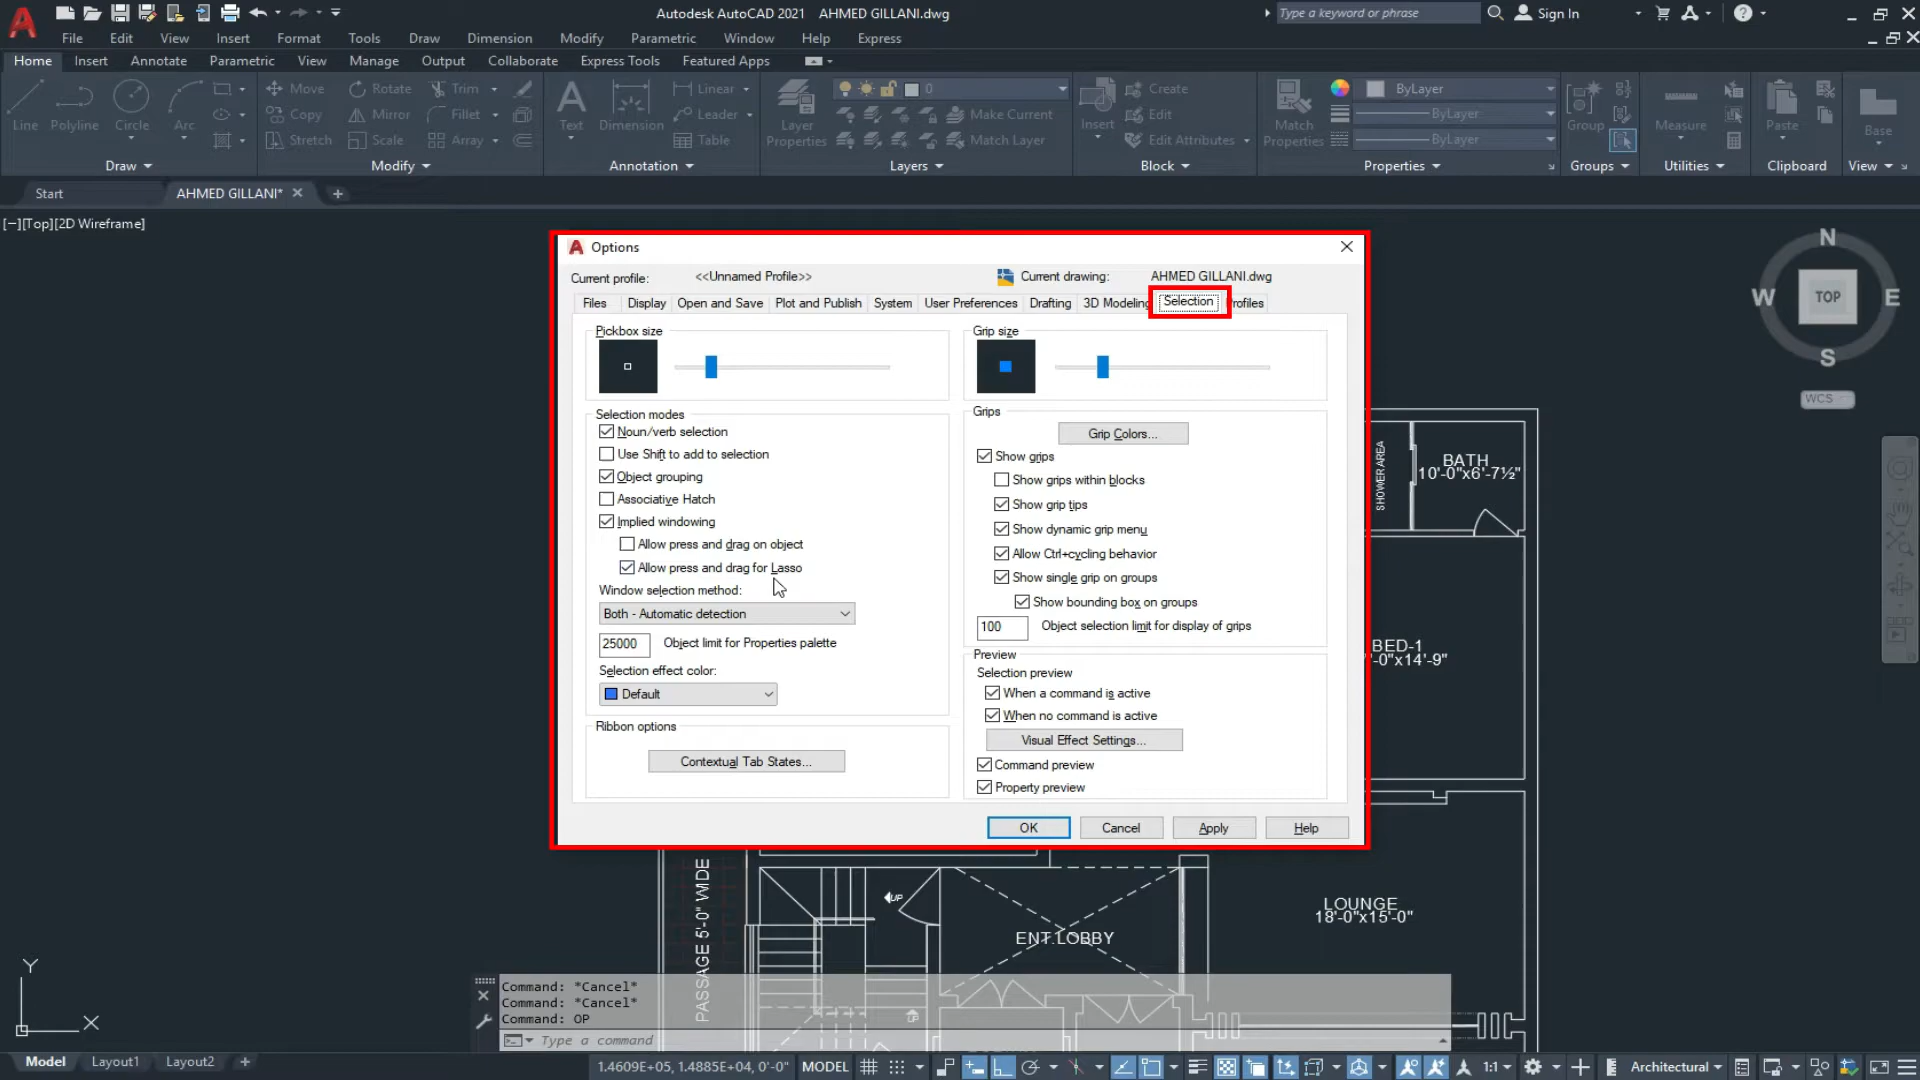 Autodesk AutoCAD 2021 AHMED GILLANI.dwg
Type a keyword or phrase
Sign In
File Edit View Insert Format Tools Draw Dimension Modify Parametric Window Help Express
Home Insert Annotate Parametric View Manage Output Collaborate Express Tools Featured Apps
Line
Polyline
Circle
Arc
Move
Rotate
Trim
Copy
Mirror
Fillet
Stretch
Scale
Array
Text
Dimension
Linear
Leader
Table
Layer
Properties
0
Make Current
Match Layer
Insert
Create
Edit
Edit Attributes
Match
Properties
ByLayer
ByLayer
ByLayer
Group
Measure
Paste
Base
Draw
Modify
Annotation
Layers
Block
Properties
Groups
Utilities
Clipboard
View
Start
AHMED GILLANI*
[−][Top][2D Wireframe]
N
W TOP E
S
WCS
Options
Current profile: <<Unnamed Profile>> Current drawing: AHMED GILLANI.dwg
Files Display Open and Save Plot and Publish System User Preferences Drafting 3D Modeling Selection rofiles
Pickbox size
Selection modes
Noun/verb selection
Use Shift to add to selection
Object grouping
Associative Hatch
Implied windowing
Allow press and drag on object
Allow press and drag for Lasso
Window selection method:
Both - Automatic detection
25000 Object limit for Properties palette
Selection effect color:
Default
Ribbon options
Contextual Tab States...
Grip size
Grips
Grip Colors...
Show grips
Show grips within blocks
Show grip tips
Show dynamic grip menu
Allow Ctrl+cycling behavior
Show single grip on groups
Show bounding box on groups
100 Object selection limit for display of grips
Preview
Selection preview
When a command is active
When no command is active
Visual Effect Settings...
Command preview
Property preview
OK Cancel Apply Help
SHOWER AREA
BATH
10'-0"x6'-7½"
BED-1
'-0"x14'-9"
LOUNGE
18'-0"x15'-0"
PASSAGE 5'-0" WIDE
UP
ENT.LOBBY
Y
X
Command: *Cancel*
Command: *Cancel*
Command: OP
Type a command
Model Layout1 Layout2
1.4609E+05, 1.4885E+04, 0'-0" MODEL
1:1
Architectural